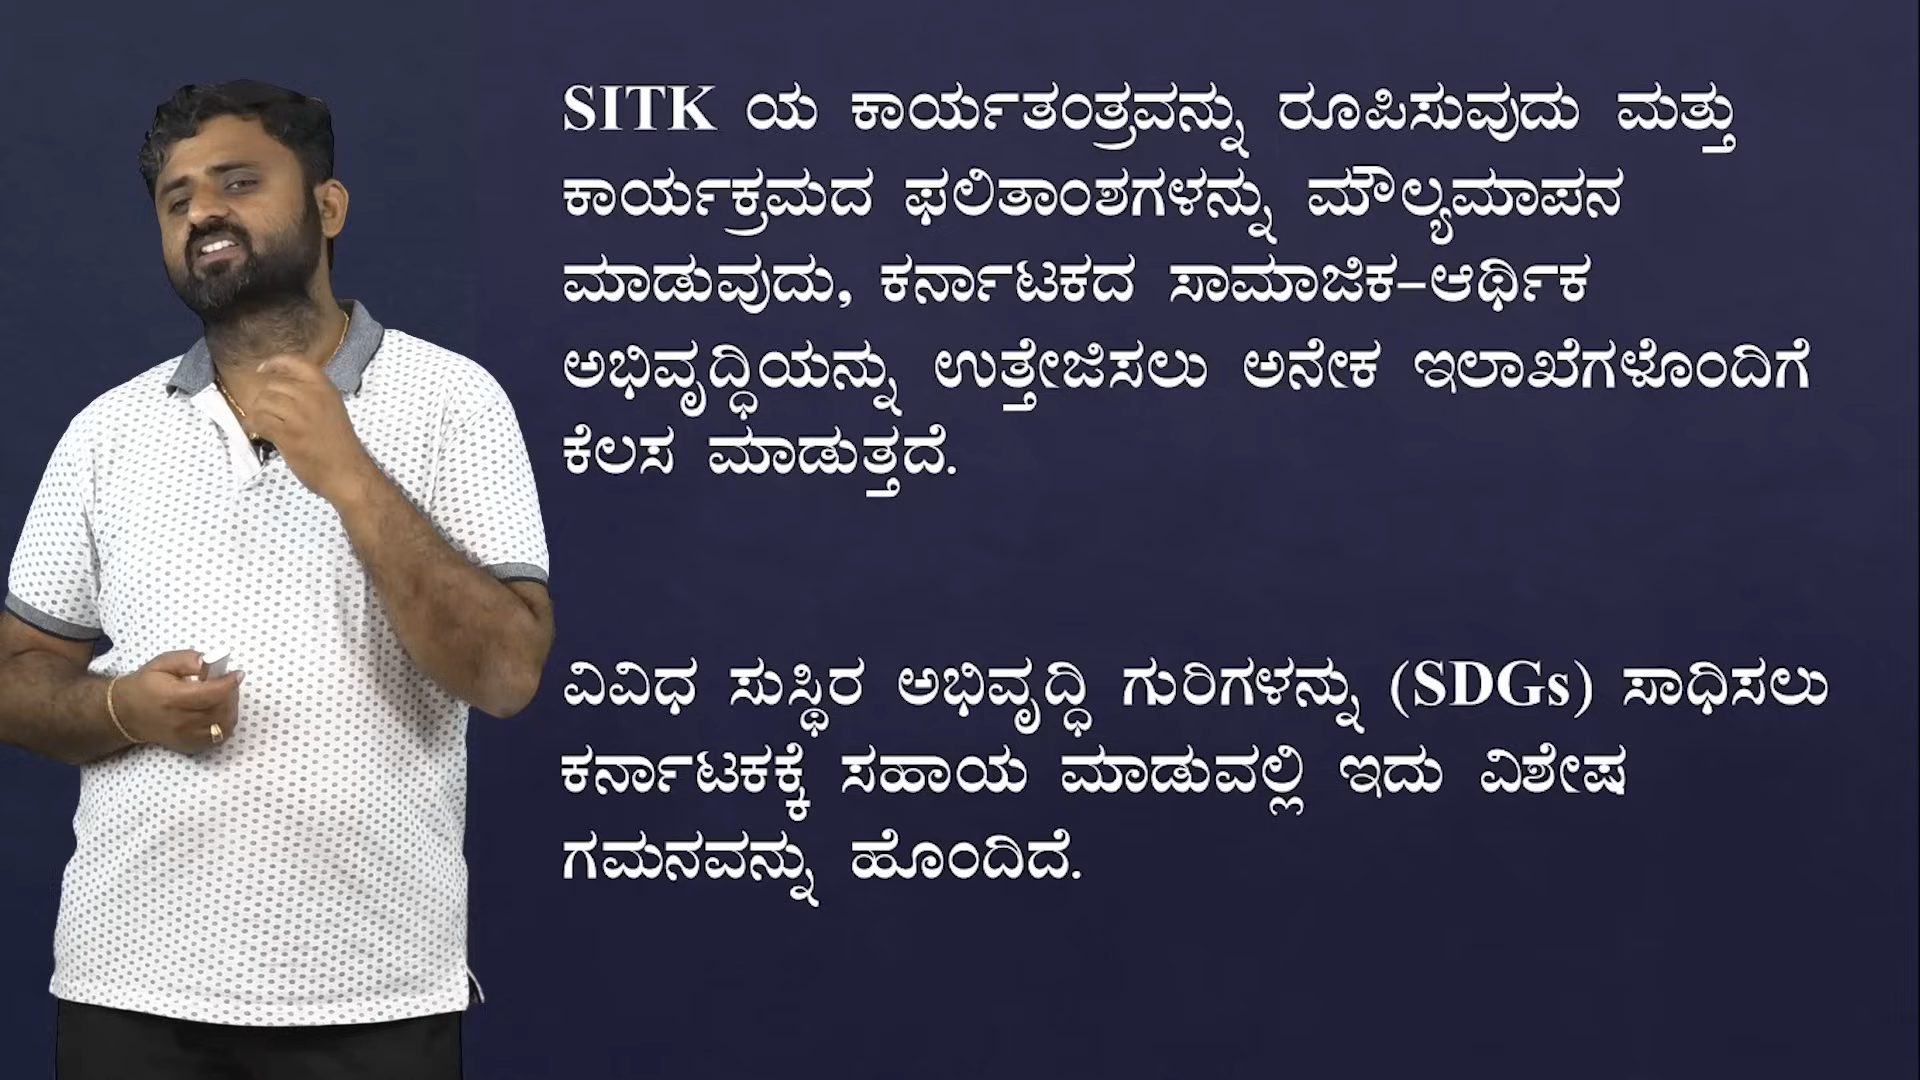 SITK ಯ ಕಾರ್ಯತಂತ್ರವನ್ನು ರೂಪಿಸುವುದು ಮತ್ತು
ಕಾರ್ಯಕ್ರಮದ ಫಲಿತಾಂಶಗಳನ್ನು ಮೌಲ್ಯಮಾಪನ
ಮಾಡುವುದು, ಕರ್ನಾಟಕದ ಸಾಮಾಜಿಕ–ಆರ್ಥಿಕ
ಅಭಿವೃದ್ಧಿಯನ್ನು ಉತ್ತೇಜಿಸಲು ಅನೇಕ ಇಲಾಖೆಗಳೊಂದಿಗೆ
ಕೆಲಸ ಮಾಡುತ್ತದೆ.
ವಿವಿಧ ಸುಸ್ಥಿರ ಅಭಿವೃದ್ಧಿ ಗುರಿಗಳನ್ನು (SDGs) ಸಾಧಿಸಲು
ಕರ್ನಾಟಕಕ್ಕೆ ಸಹಾಯ ಮಾಡುವಲ್ಲಿ ಇದು ವಿಶೇಷ
ಗಮನವನ್ನು ಹೊಂದಿದೆ.